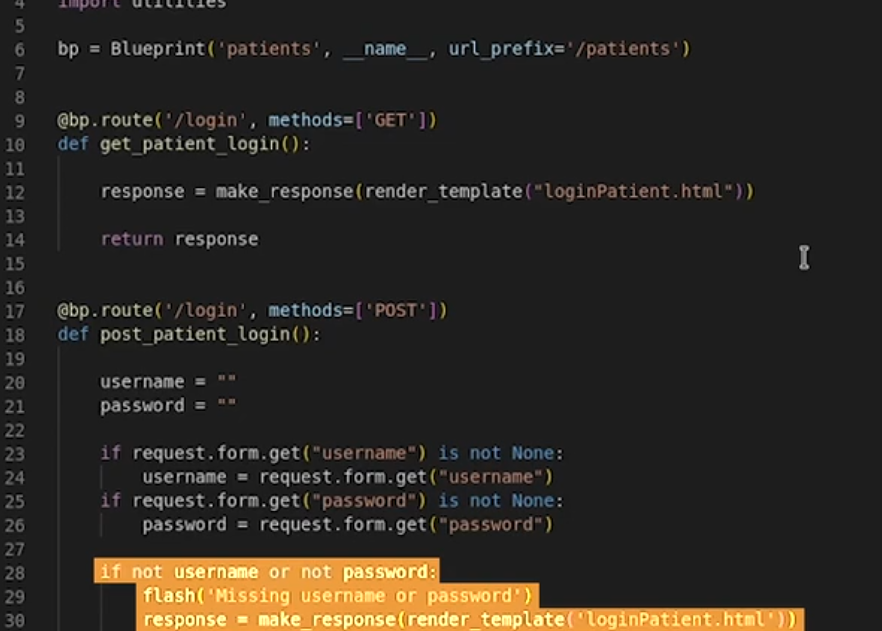 4 import utilities
5
6 bp = Blueprint('patients', __name__, url_prefix='/patients')
7
8
9 @bp.route('/login', methods=['GET'])
10 def get_patient_login():
11
12 response = make_response(render_template("loginPatient.html"))
13
14 return response
15
16
17 @bp.route('/login', methods=['POST'])
18 def post_patient_login():
19
20 username = ""
21 password = ""
22
23 if request.form.get("username") is not None:
24 username = request.form.get("username")
25 if request.form.get("password") is not None:
26 password = request.form.get("password")
27
28 if not username or not password:
29 flash('Missing username or password')
30 response = make_response(render_template('loginPatient.html'))